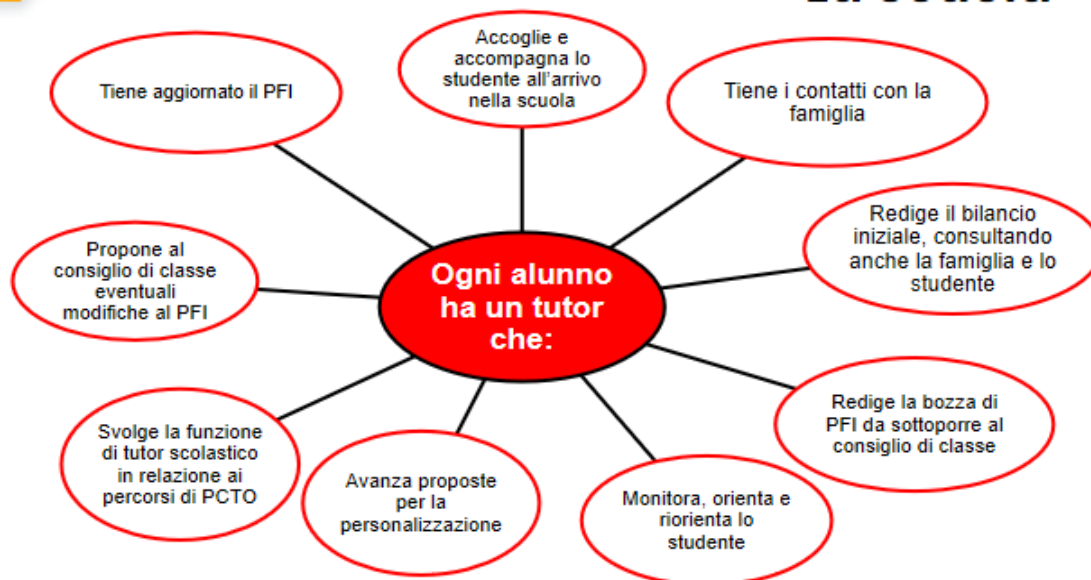 Accoglie e
accompagna lo
studente all'arrivo
nella scuola
Tiene i contatti con la
famiglia
Redige il bilancio
iniziale, consultando
anche la famiglia e lo
studente
Redige la bozza di
PFI da sottoporre al
consiglio di classe
Monitora, orienta e
riorienta lo
studente
Avanza proposte
per la
personalizzazione
Svolge la funzione
di tutor scolastico
in relazione ai
percorsi di PCTO
Propone al
consiglio di classe
eventuali
modifiche al PFI
Tiene aggiornato il PFI
Ogni alunno
ha un tutor
che: